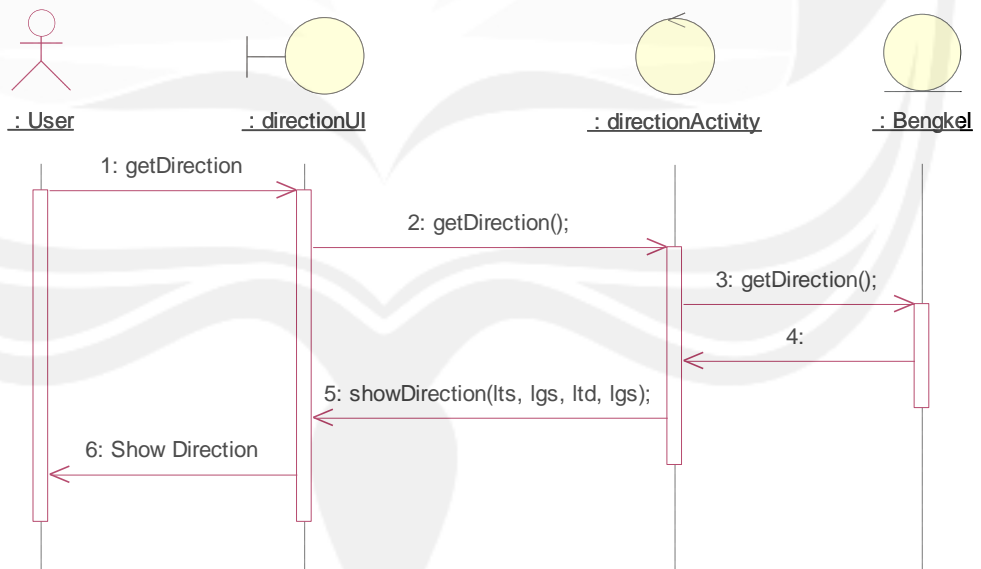 : User
: directionUI
: directionActivity
: Bengkel
1: getDirection
2: getDirection();
3: getDirection();
4:
5: showDirection(lts, lgs, ltd, lgs);
6: Show Direction